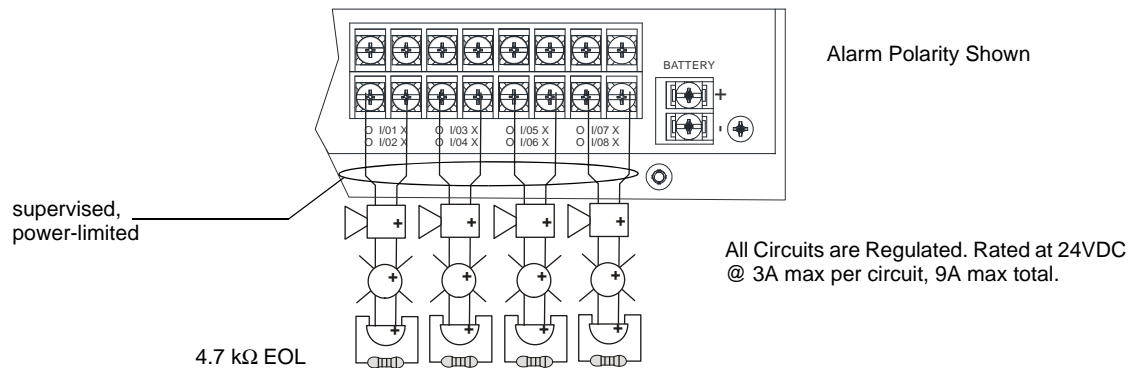 Alarm Polarity Shown
BATTERY
+
-
O I/01 X O I/03 X O I/05 X O I/07 X
O I/02 X O I/04 X O I/06 X O I/08 X
supervised,
power-limited
+ + + +
All Circuits are Regulated. Rated at 24VDC
@ 3A max per circuit, 9A max total.
+ + + +
+ + + +
4.7 kΩ EOL